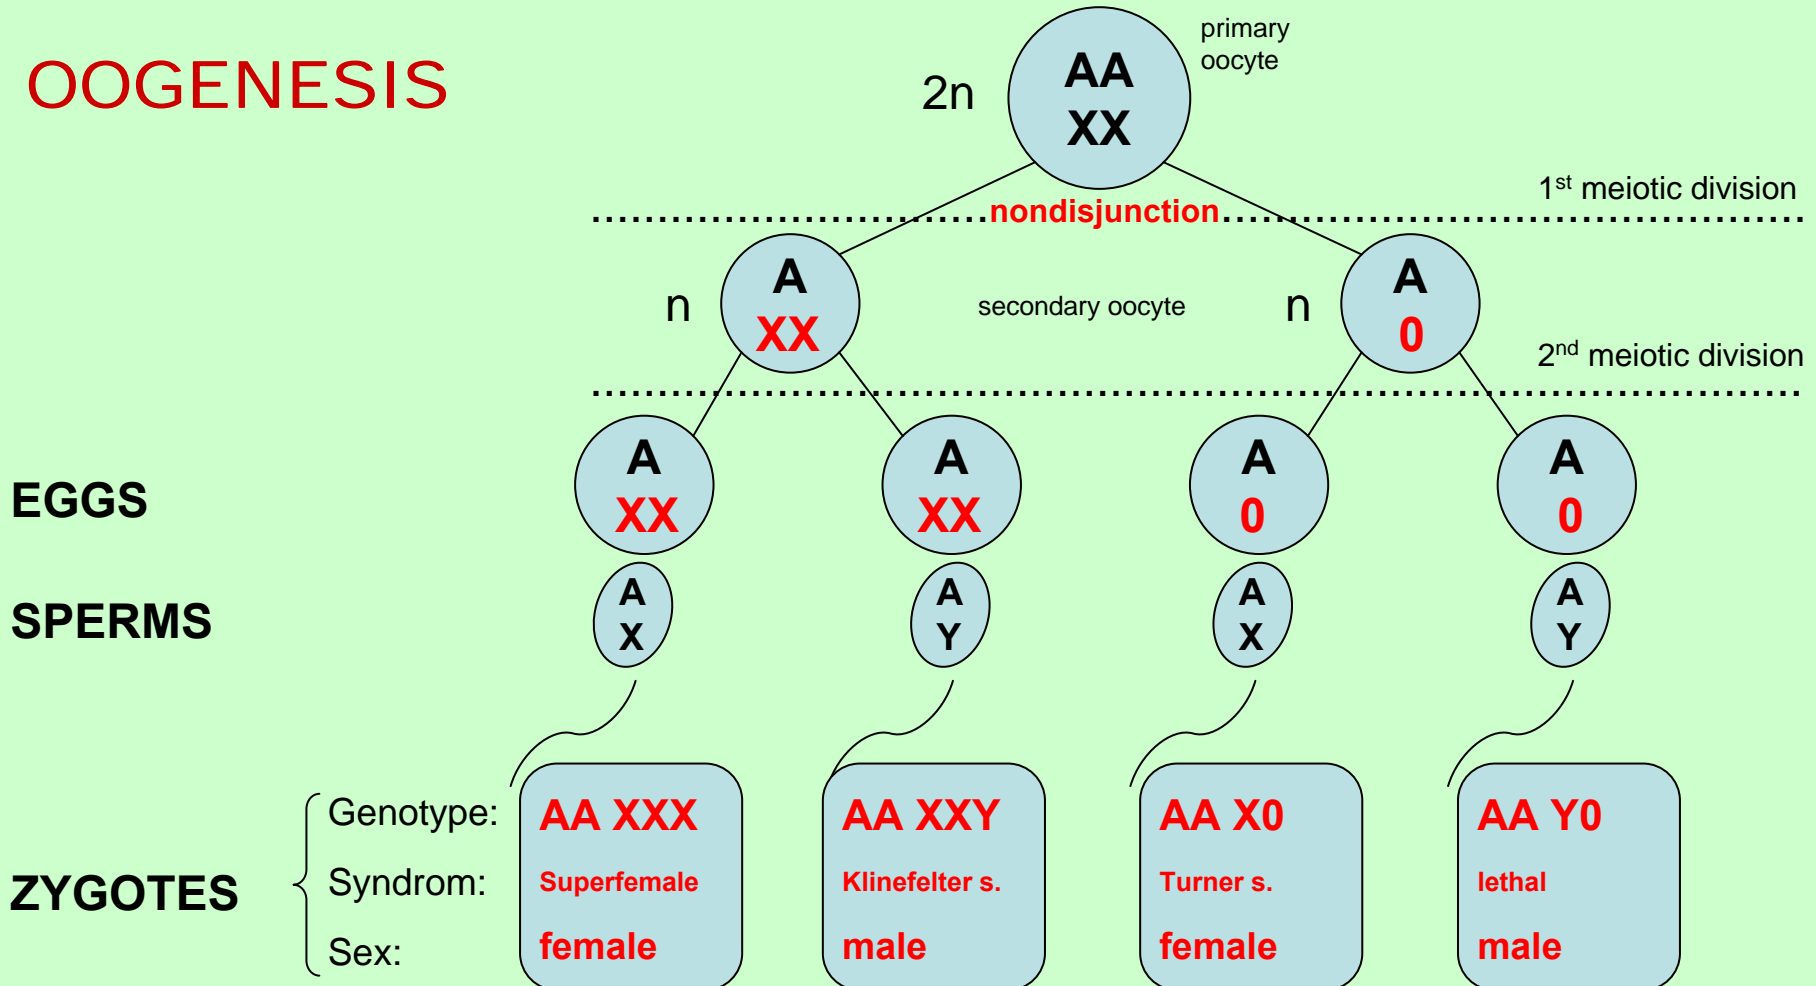 OOGENESIS
primary
oocyte
2n
AA
XX
1st meiotic division
nondisjunction
n
A
XX
secondary oocyte
n
A
0
2nd meiotic division
EGGS
A
XX
A
XX
A
0
A
0
SPERMS
A
X
A
Y
A
X
A
Y
ZYGOTES
Genotype: AA XXX AA XXY AA X0 AA Y0
Syndrom: Superfemale Klinefelter s. Turner s. lethal
Sex: female male female male